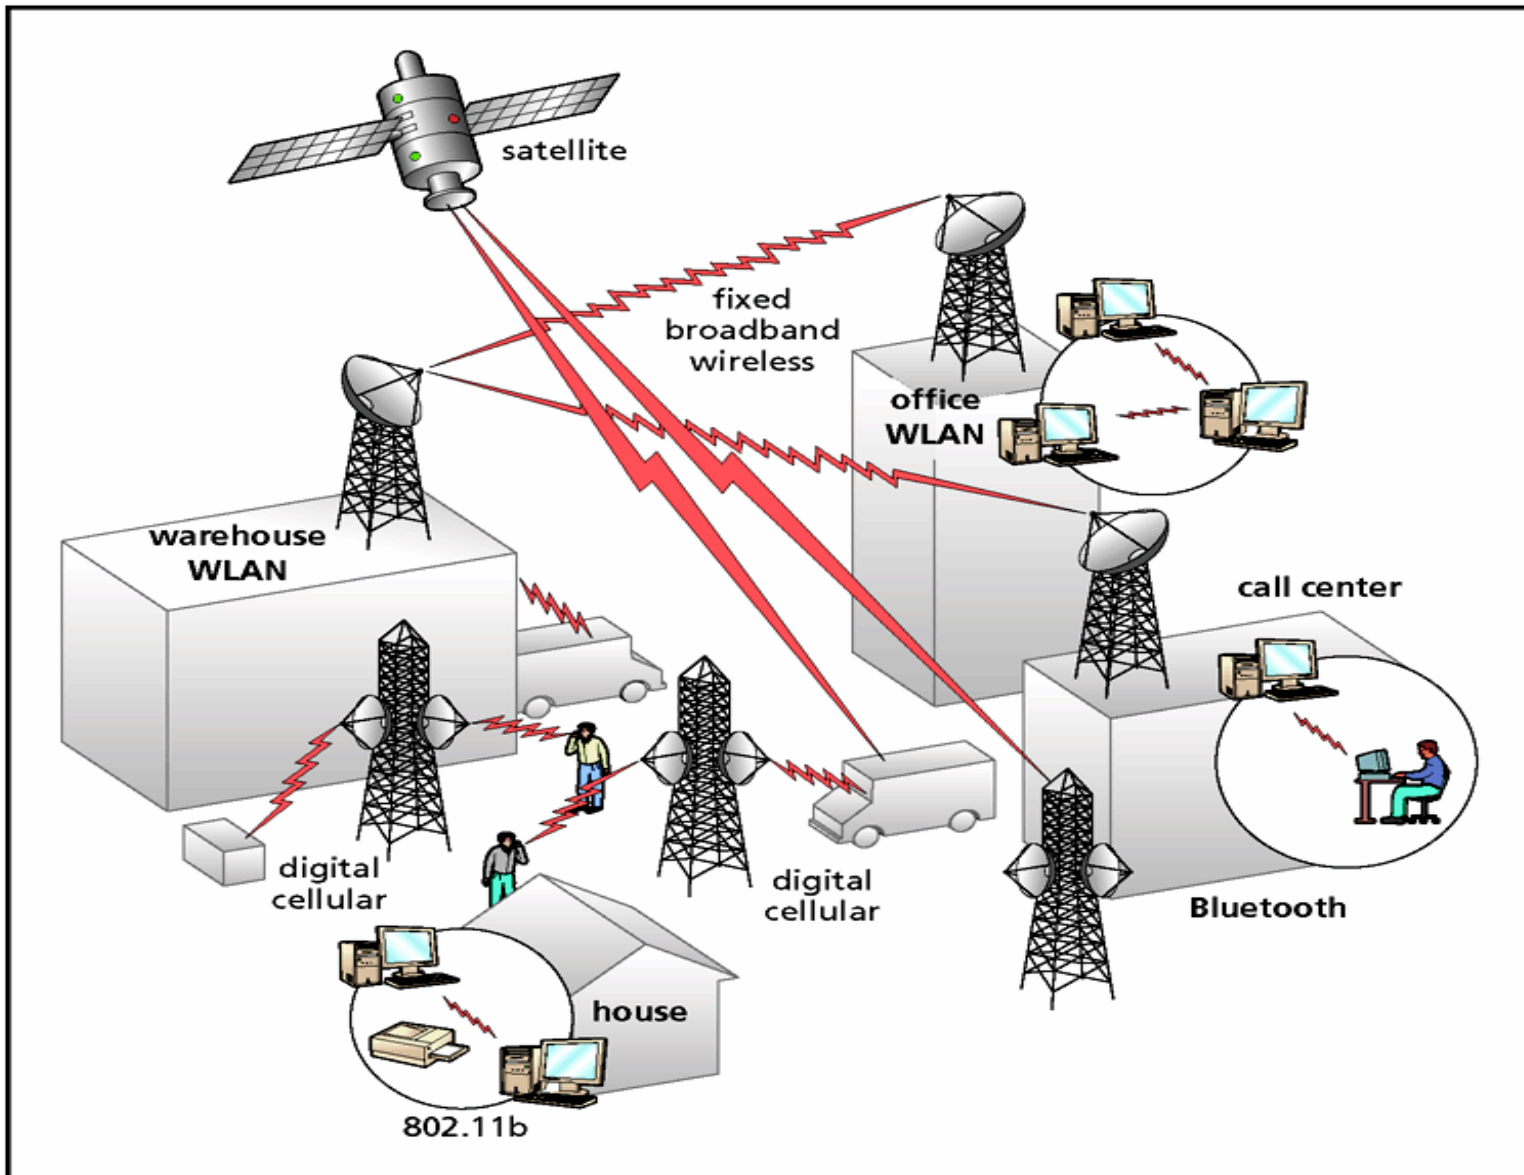 satellite
fixed
broadband
wireless
office
WLAN
warehouse
WLAN
call center
digital
cellular
digital
cellular
Bluetooth
house
802.11b